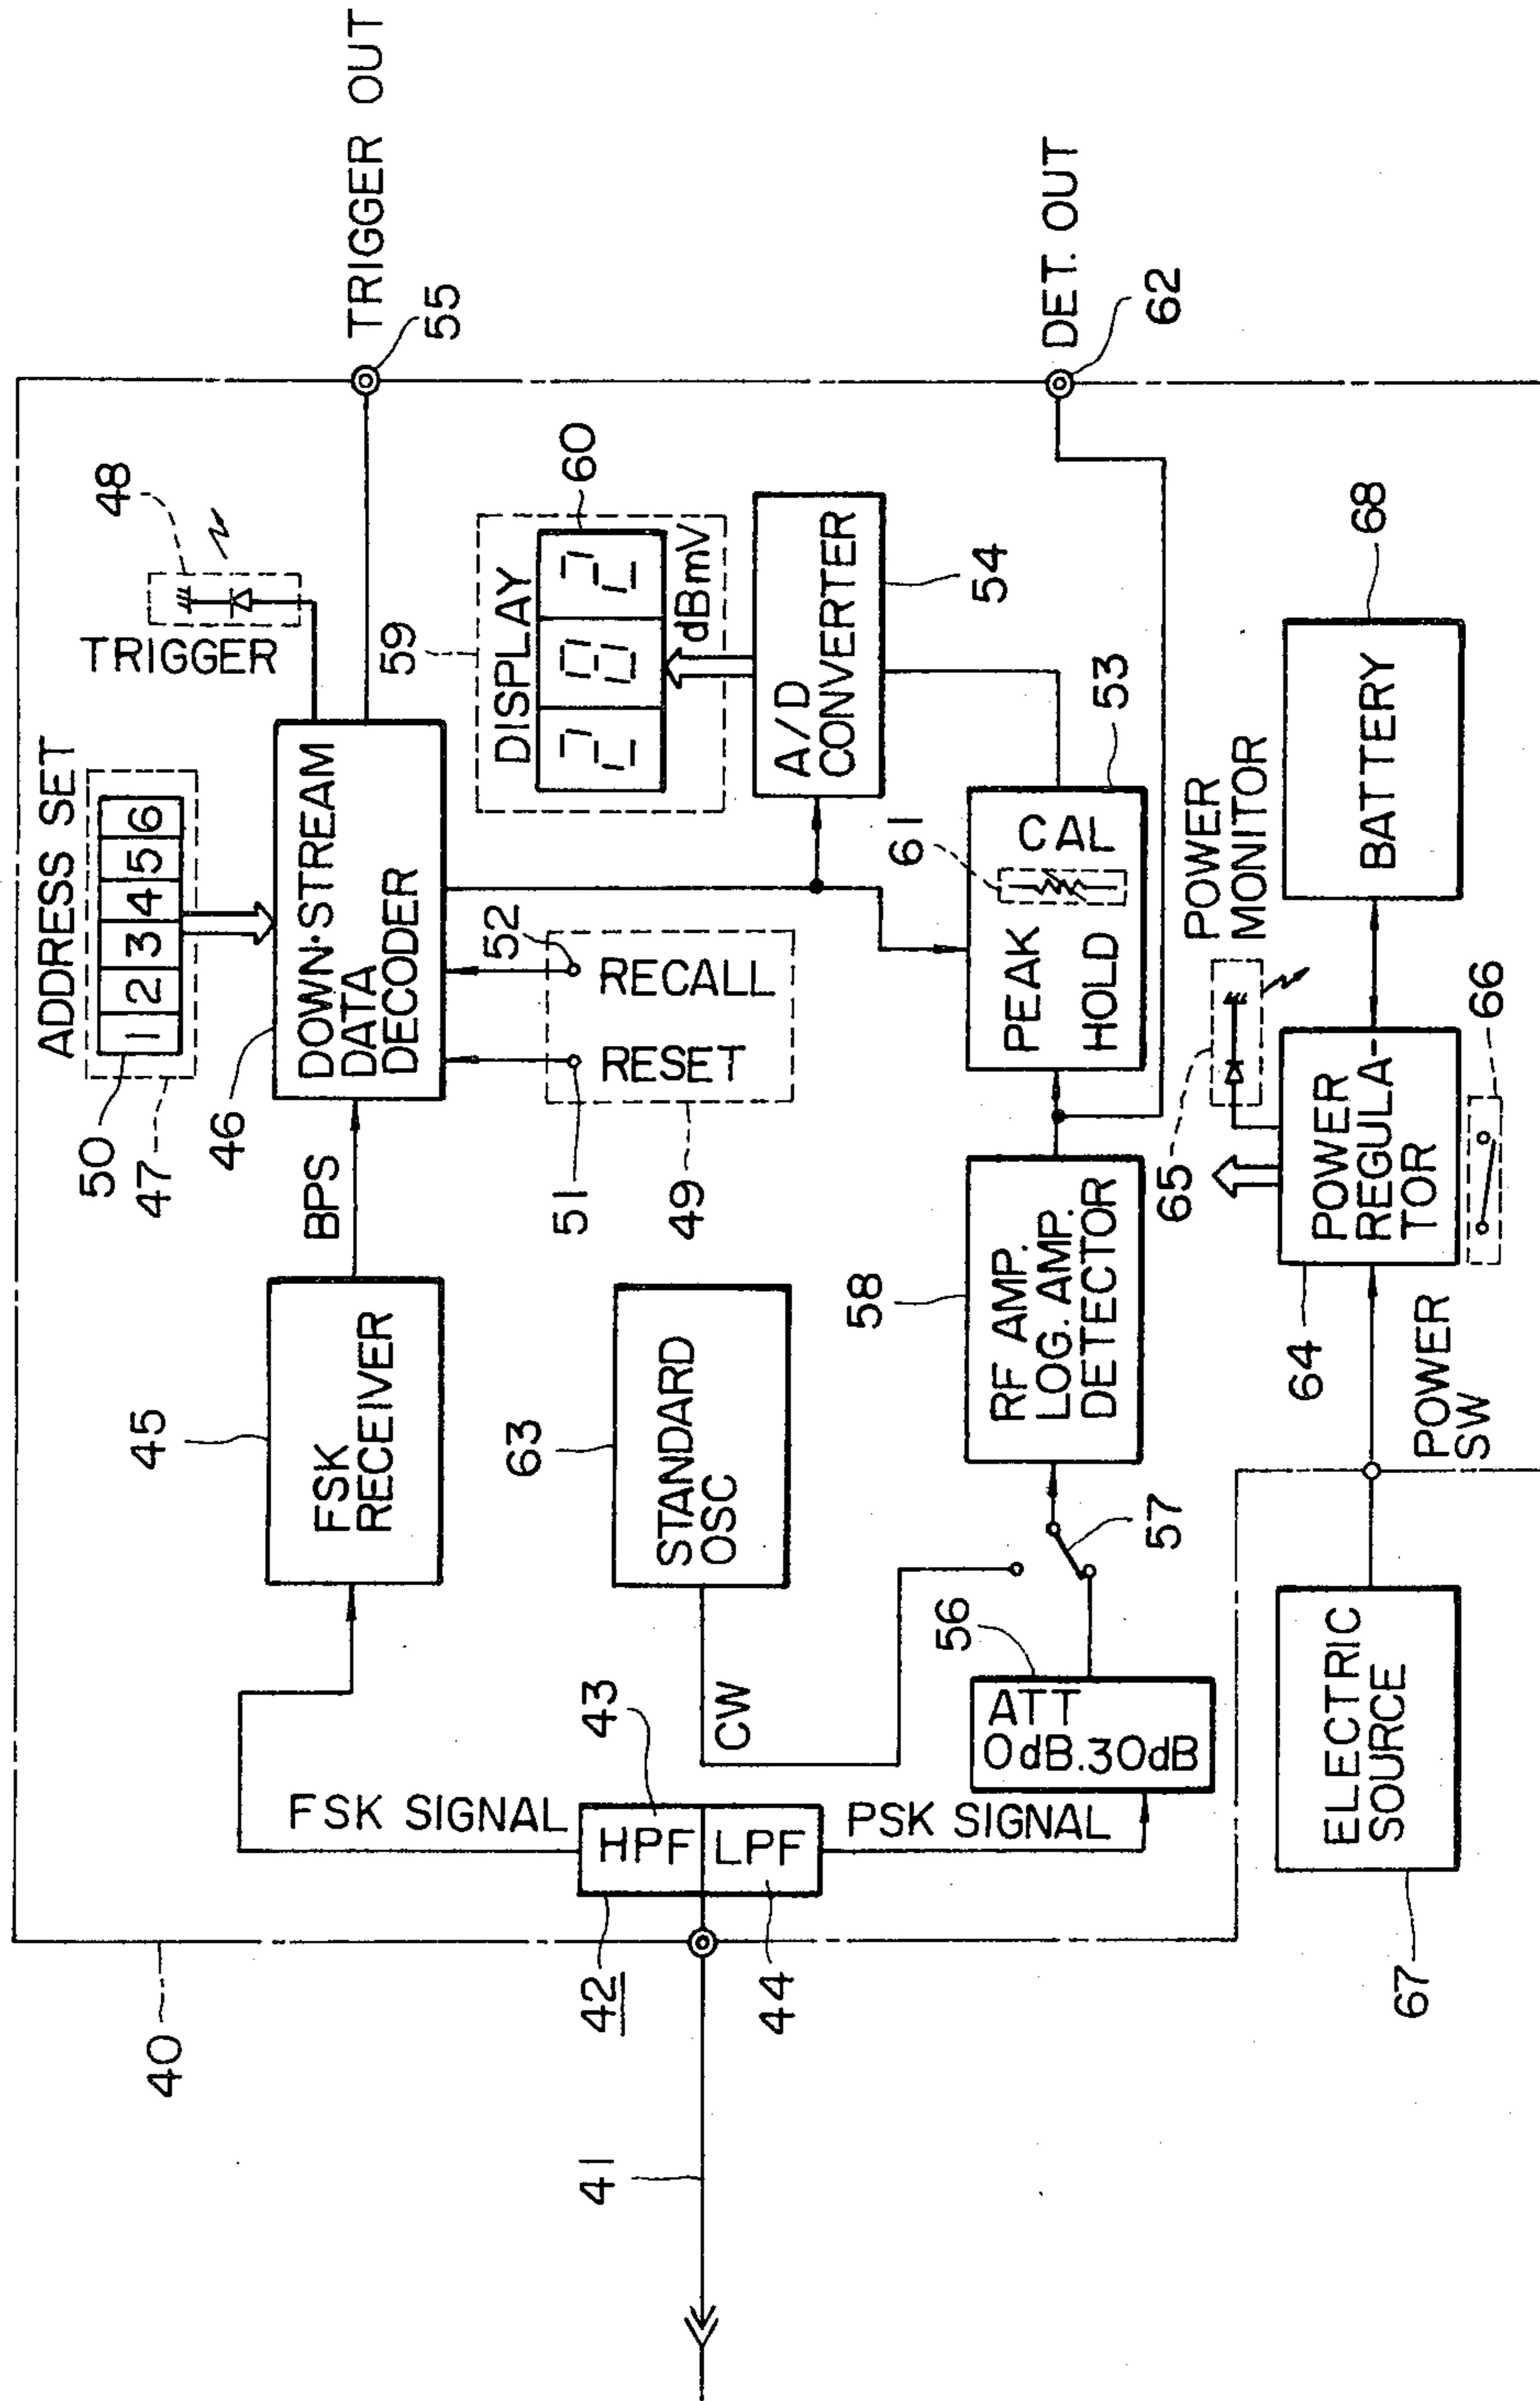 ADDRESS SET
1 2 3 4 5 6
50
47
48
TRIGGER
TRIGGER OUT
55
40
45
FSK
RECEIVER
BPS
46
DOWN·STREAM
DATA
DECODER
FSK SIGNAL
51
RESET
52
RECALL
49
59
DISPLAY
2 0 2
60
dBmV
63
STANDARD
OSC
CW
41
42
43
HPF
LPF
44
PSK SIGNAL
A/D
CONVERTER
54
56
ATT
0dB.30dB
57
58
RF AMP.
LOG. AMP.
DETECTOR
PEAK
HOLD
61
CAL
53
DET. OUT
62
65
POWER
MONITOR
64
POWER
REGULA-
TOR
66
POWER
SW
ELECTRIC
SOURCE
67
BATTERY
68